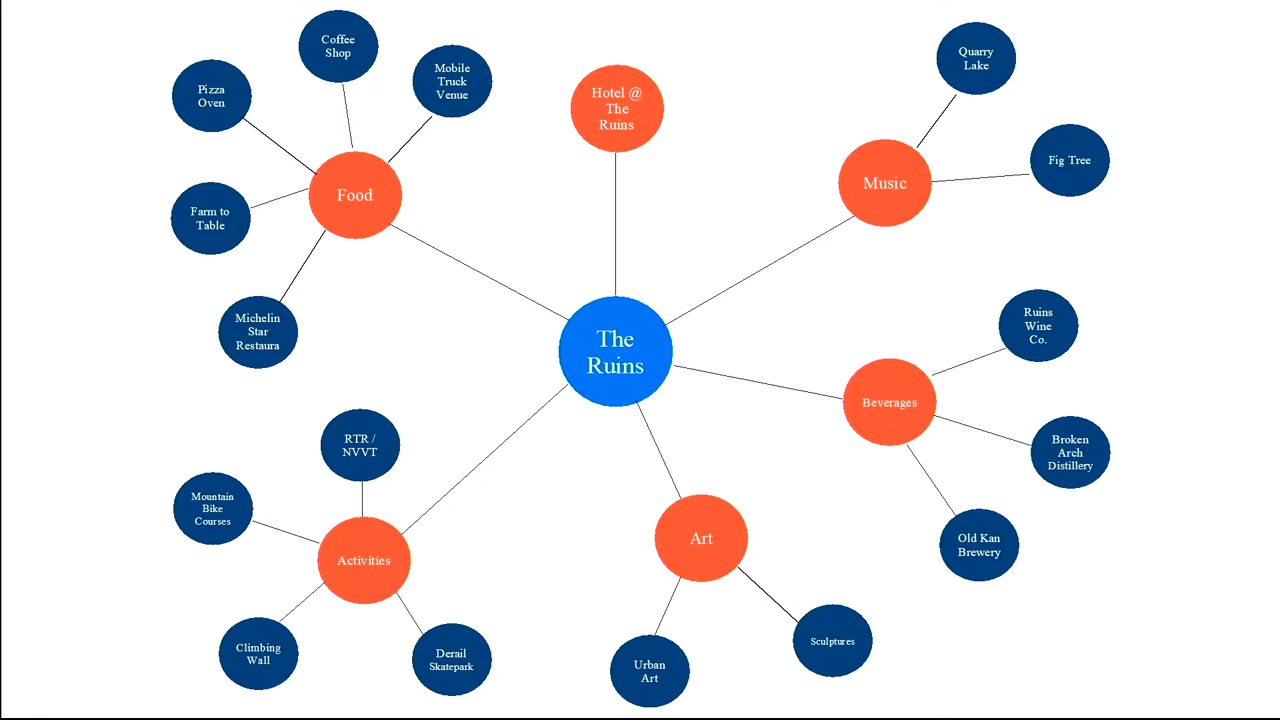 Coffee
Shop
Mobile
Truck
Venue
Pizza
Oven
Food
Farm to
Table
Michelin
Star
Restaura
Hotel @
The
Ruins
Quarry
Lake
Music
Fig Tree
The
Ruins
Ruins
Wine
Co.
Beverages
Broken
Arch
Distillery
Old Kan
Brewery
RTR /
NVVT
Mountain
Bike
Courses
Activities
Climbing
Wall
Derail
Skatepark
Art
Urban
Art
Sculptures